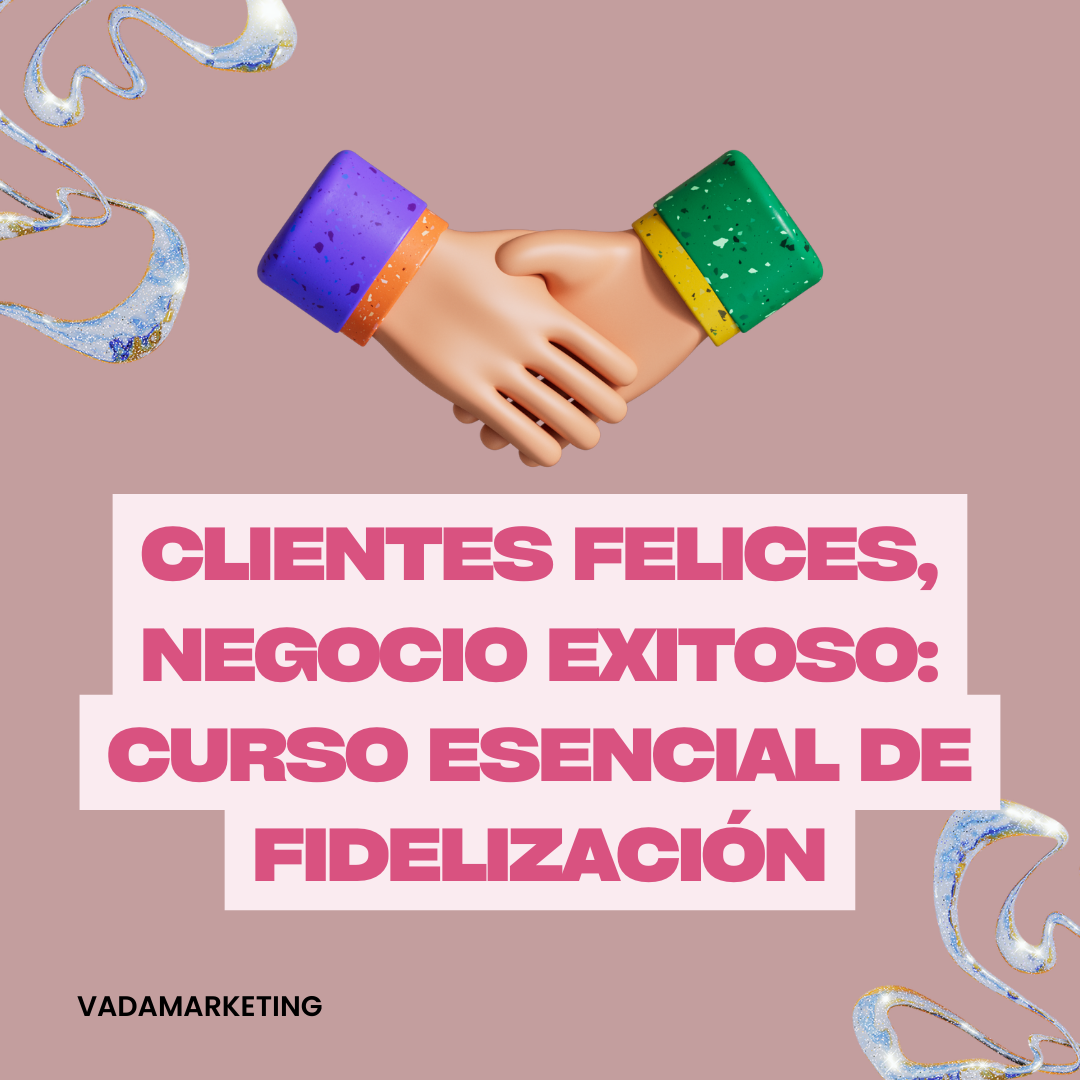 CLIENTES FELICES,
NEGOCIO EXITOSO:
CURSO ESENCIAL DE
FIDELIZACIÓN
VADAMARKETING